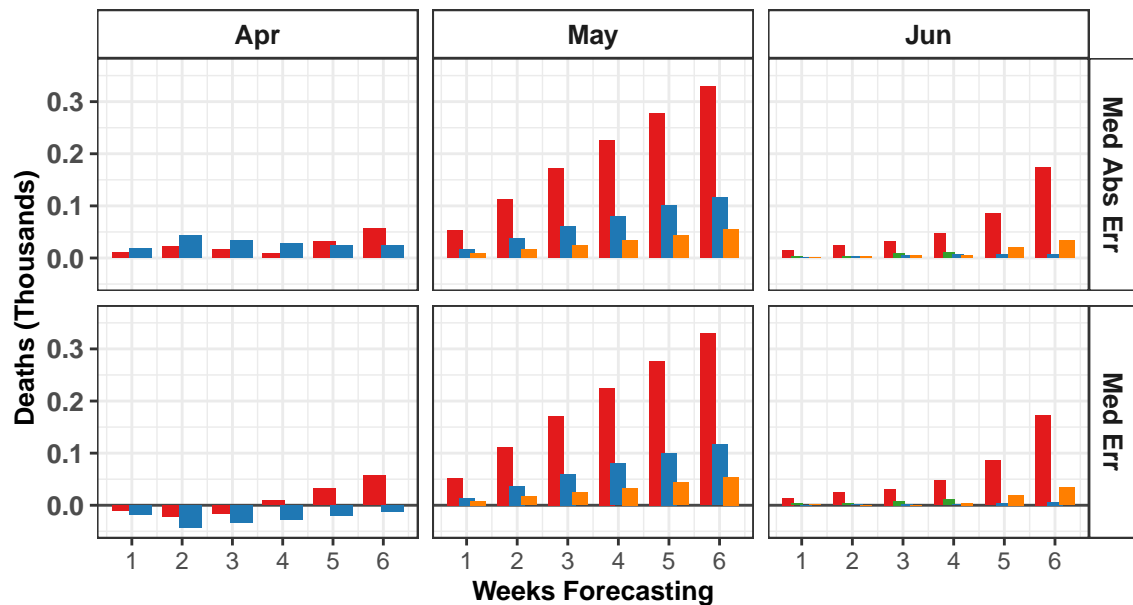 Apr May Jun
Deaths (Thousands)
0.3
0.2
0.1
0.0
Med Abs Err
0.3
0.2
0.1
0.0
Med Err
1 2 3 4 5 6 1 2 3 4 5 6 1 2 3 4 5 6
Weeks Forecasting